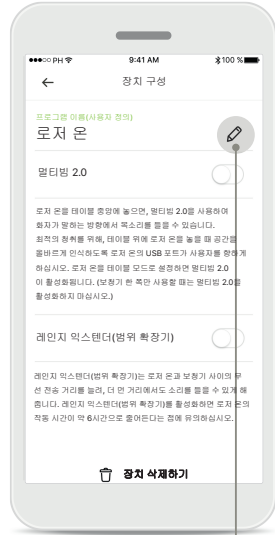 ●●●○○ PH 9:41 AM 100 %
장치 구성
프로그램 이름(사용자 정의)
로저 온
멀티빔 2.0
로저 온을 테이블 중앙에 놓으면, 멀티빔 2.0을 사용하여
화자가 말하는 방향에서 목소리를 들을 수 있습니다.
최적의 청취를 위해, 테이블 위에 로저 온을 놓을 때 공간을
올바르게 인식하도록 로저 온의 USB 포트가 사용자를 향하게
하십시오. 로저 온을 테이블 모드로 설정하면 멀티빔 2.0
이 활성화됩니다. (보청기 한 쪽만 사용할 때는 멀티빔 2.0을
활성화하지 마십시오.)
레인지 익스텐더(범위 확장기)
레인지 익스텐더(범위 확장기)는 로저 온과 보청기 사이의 무
선 전송 거리를 늘려, 더 먼 거리에서도 소리를 들을 수 있게 해
줍니다. 레인지 익스텐더(범위 확장기)를 활성화하면 로저 온의
작동 시간이 약 6시간으로 줄어든다는 점에 유의하십시오.
장치 삭제하기